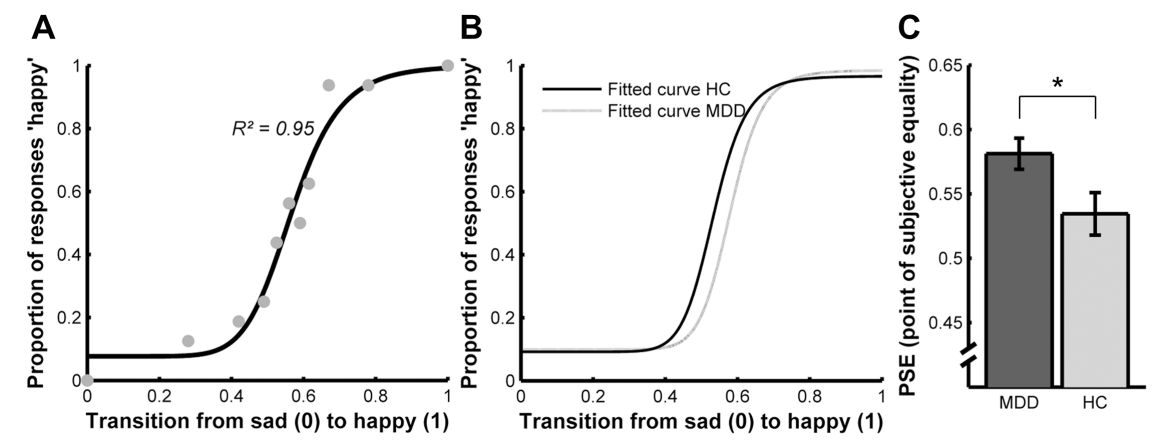 A
Proportion of responses 'happy'
1
0.8
0.6
0.4
0.2
0
R² = 0.95
0
0.2
0.4
0.6
0.8
1
Transition from sad (0) to happy (1)
B
Proportion of responses 'happy'
1
0.8
0.6
0.4
0.2
0
Fitted curve HC
Fitted curve MDD
0
0.2
0.4
0.6
0.8
1
Transition from sad (0) to happy (1)
C
PSE (point of subjective equality)
0.65
0.6
0.55
0.5
0.45
*
MDD
HC